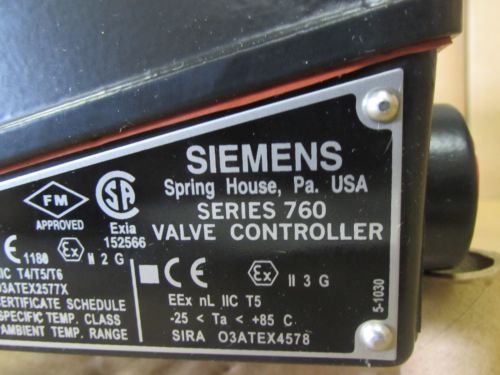 SIEMENS
Spring House, Pa. USA
SERIES 760
VALVE CONTROLLER
FM
APPROVED
Exia
152566
CE 1180 Ex II 2 G
IIC T4/T5/T6
03ATEX2577X
CERTIFICATE SCHEDULE
SPECIFIC TEMP. CLASS
AMBIENT TEMP. RANGE
CE Ex II 3 G
EEx nL IIC T5
-25 < Ta < +85 C
SIRA 03ATEX4578
5-1030